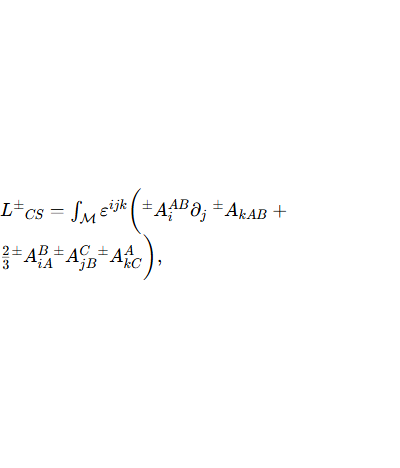 $L^{\pm}{}_{CS} = \int_{\mathcal{M}} \varepsilon^{ijk} \Big( {}^{\pm}A_i^{AB} \partial_j \, {}^{\pm}A_{kAB} +$
$\frac{2}{3} {}^{\pm}A_{iA}^{B} {}^{\pm}A_{jB}^{C} {}^{\pm}A_{kC}^{A} \Big),$